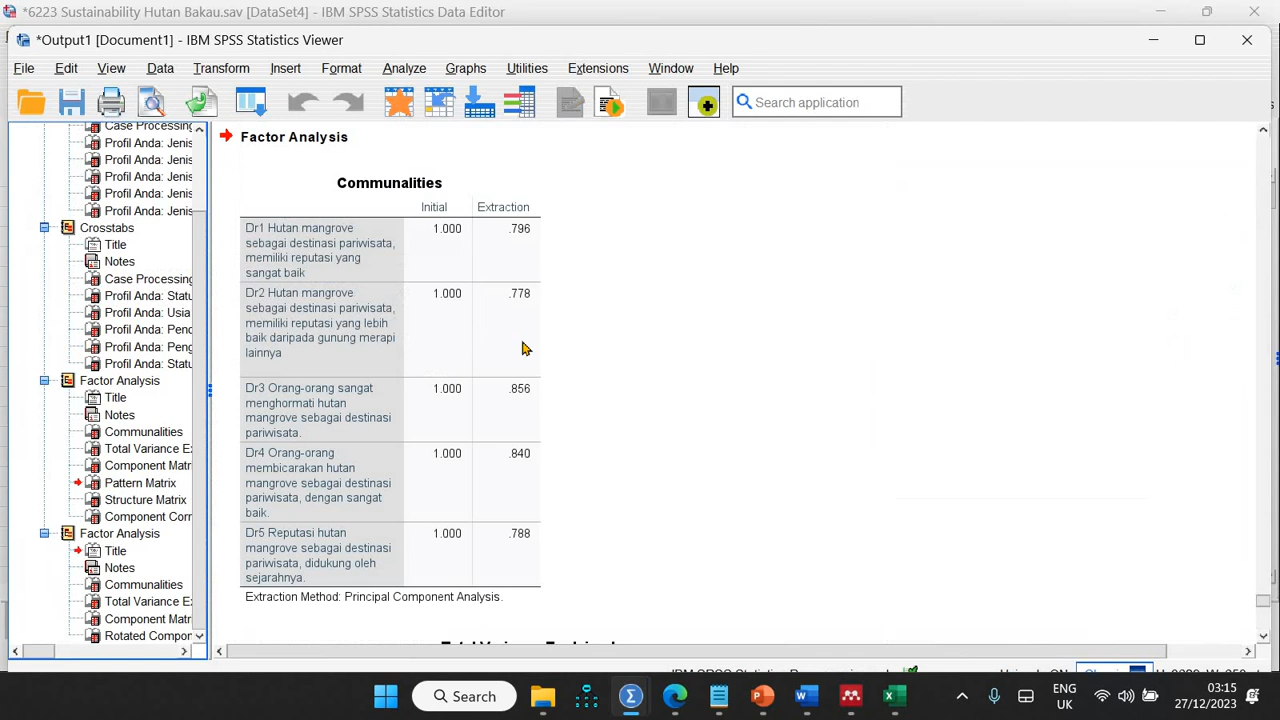 *6223 Sustainability Hutan Bakau.sav [DataSet4] - IBM SPSS Statistics Data Editor
*Output1 [Document1] - IBM SPSS Statistics Viewer
File Edit View Data Transform Insert Format Analyze Graphs Utilities Extensions Window Help
Search application
Case Processing
Profil Anda: Jenis
Profil Anda: Jenis
Profil Anda: Jenis
Profil Anda: Jenis
Profil Anda: Jenis
Crosstabs
Title
Notes
Case Processing
Profil Anda: Statu
Profil Anda: Usia
Profil Anda: Pend
Profil Anda: Peng
Profil Anda: Statu
Factor Analysis
Title
Notes
Communalities
Total Variance E
Component Matr
Pattern Matrix
Structure Matrix
Component Corr
Factor Analysis
Title
Notes
Communalities
Total Variance E
Component Matr
Rotated Compor
Factor Analysis
Communalities
Initial Extraction
Dr1 Hutan mangrove 1.000 .796
sebagai destinasi pariwisata,
memiliki reputasi yang
sangat baik
Dr2 Hutan mangrove 1.000 .778
sebagai destinasi pariwisata,
memiliki reputasi yang lebih
baik daripada gunung merapi
lainnya
Dr3 Orang-orang sangat 1.000 .856
menghormati hutan
mangrove sebagai destinasi
pariwisata.
Dr4 Orang-orang 1.000 .840
membicarakan hutan
mangrove sebagai destinasi
pariwisata, dengan sangat
baik.
Dr5 Reputasi hutan 1.000 .788
mangrove sebagai destinasi
pariwisata, didukung oleh
sejarahnya.
Extraction Method: Principal Component Analysis.
Total Variance Explained
Search
ENG
UK
03:15
27/12/2023